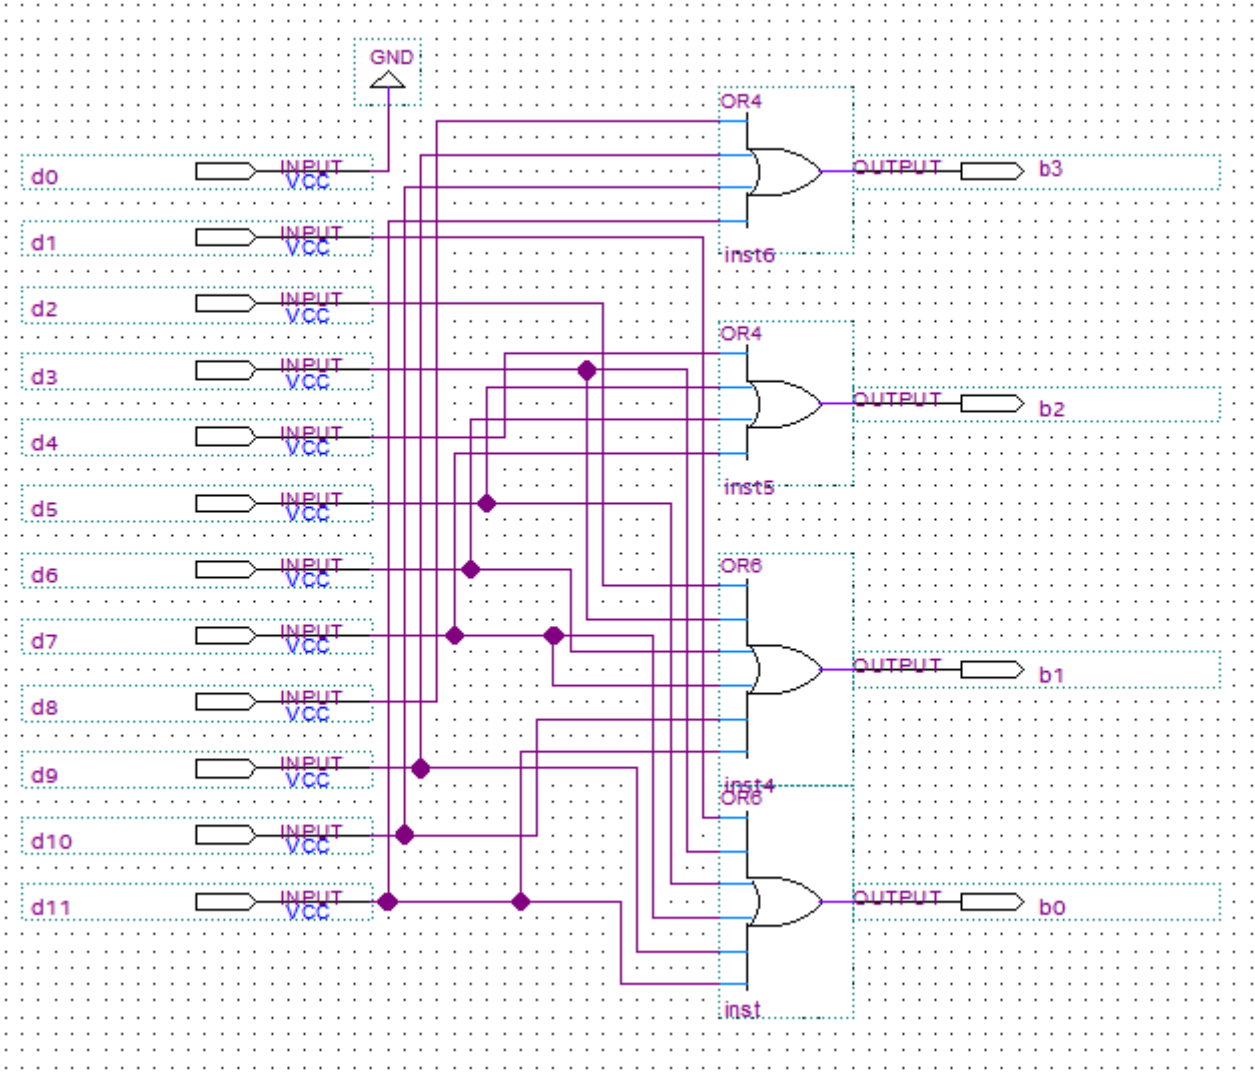 GND
OR4
d0 INPUT VCC
OUTPUT b3
d1 INPUT VCC
inst6
d2 INPUT VCC
OR4
d3 INPUT VCC
OUTPUT b2
d4 INPUT VCC
inst5
d5 INPUT VCC
OR6
d6 INPUT VCC
d7 INPUT VCC
OUTPUT b1
d8 INPUT VCC
d9 INPUT VCC
inst4
OR6
d10 INPUT VCC
d11 INPUT VCC
OUTPUT b0
inst